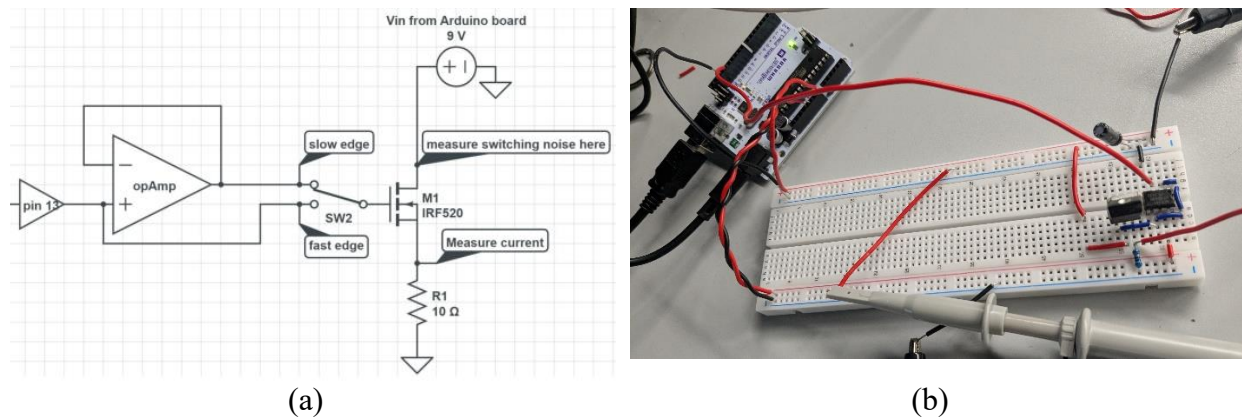 Vin from Arduino board
9 V
slow edge
measure switching noise here
opAmp
pin 13
M1
IRF520
SW2
fast edge
Measure current
R1
10 Ω
(a)
(b)